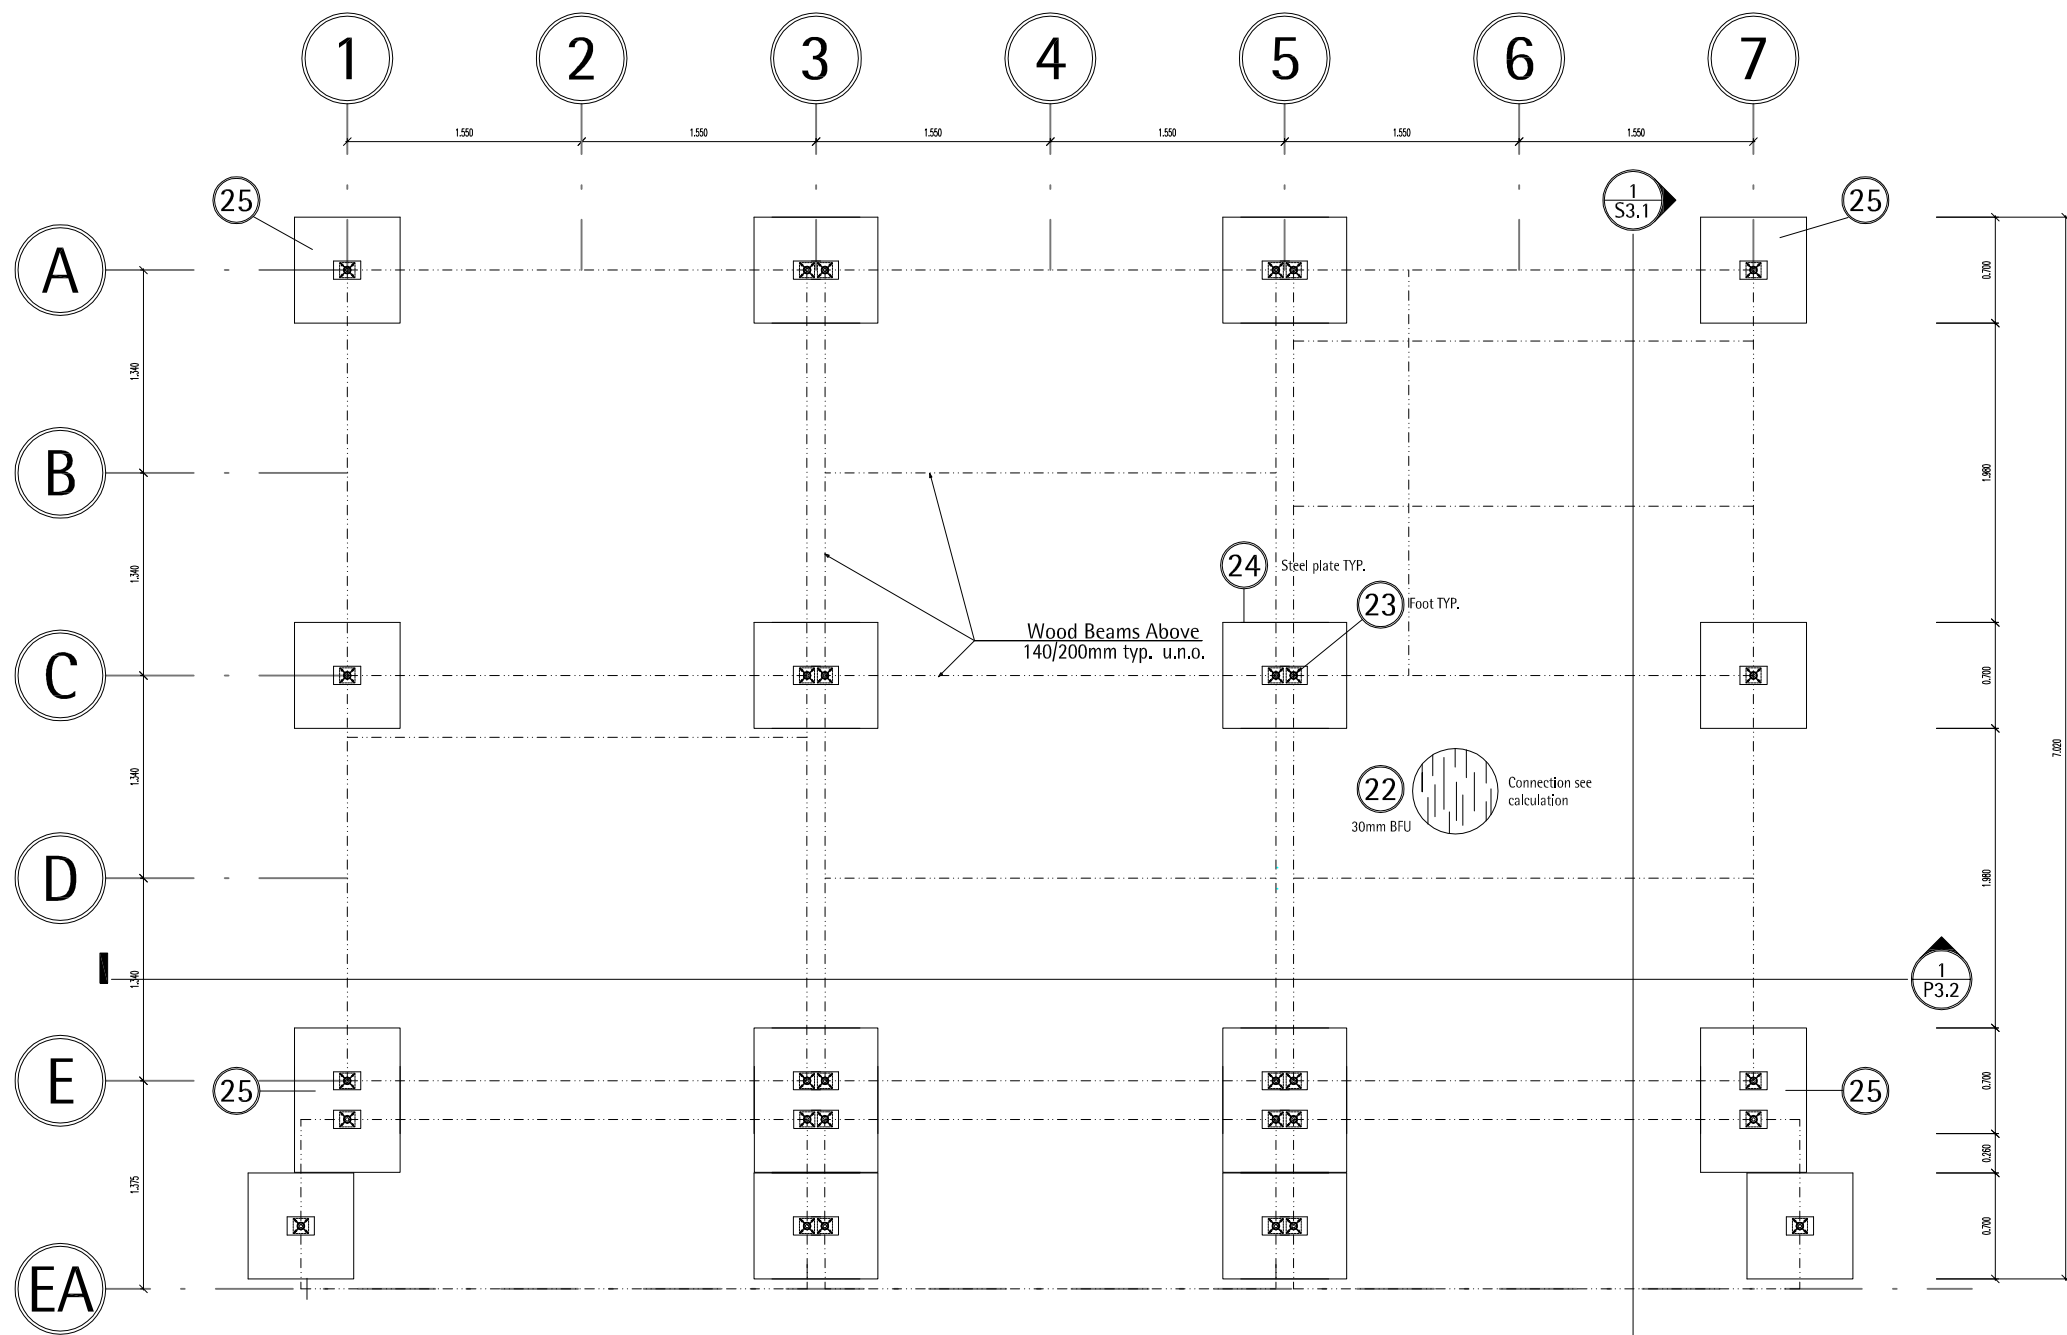 1
2
3
4
5
6
7
1.550
1.550
1.550
1.550
1.550
1.550
25
1
S3.1
25
A
0.700
1.340
B
1.980
24
Steel plate TYP.
1.340
23
Foot TYP.
Wood Beams Above
140/200mm typ. u.n.o.
C
0.700
7.020
1.340
22
Connection see
calculation
30mm BFU
D
1.980
1.340
1
P3.2
E
25
25
0.700
0.260
1.375
0.700
EA